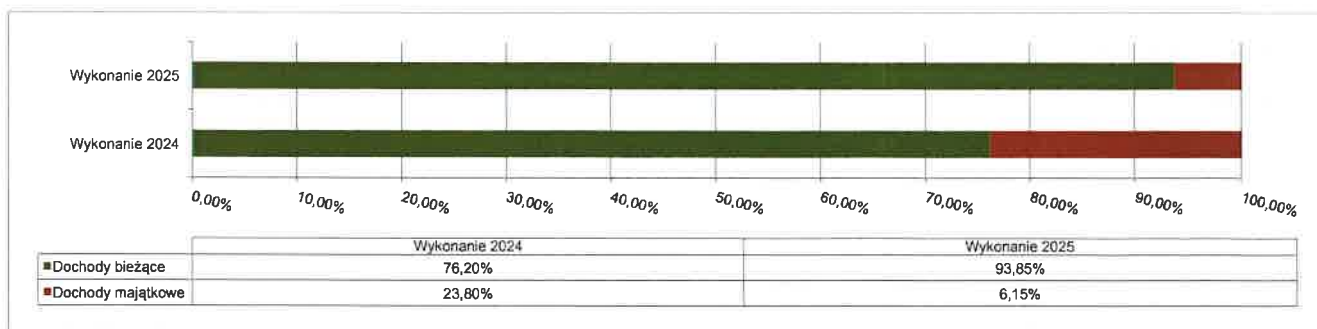 Wykonanie 2025
Wykonanie 2024
0,00% 10,00% 20,00% 30,00% 40,00% 50,00% 60,00% 70,00% 80,00% 90,00% 100,00%
Wykonanie 2024 Wykonanie 2025
Dochody bieżące 76,20% 93,85%
Dochody majątkowe 23,80% 6,15%